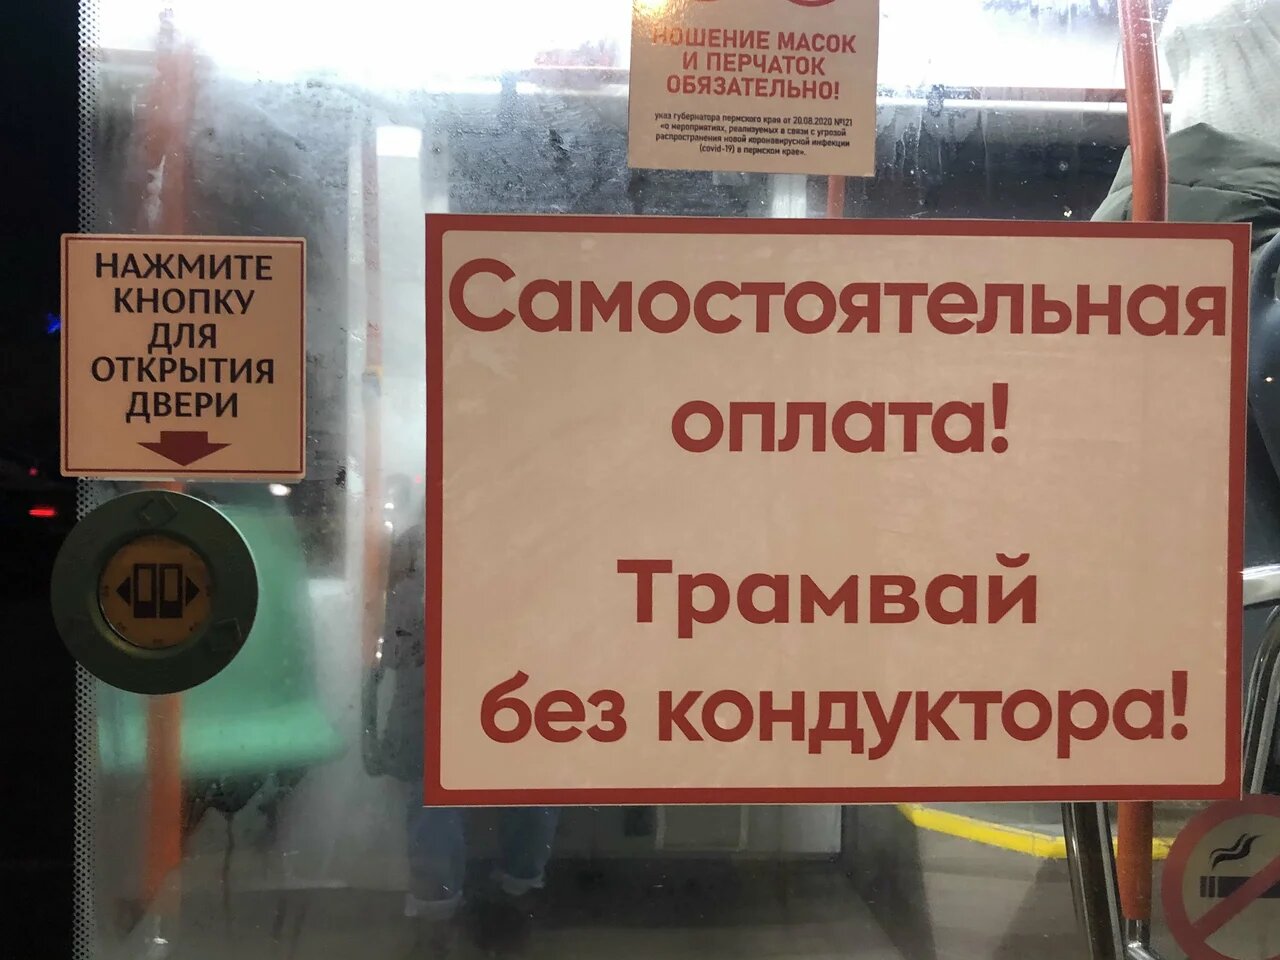 НОШЕНИЕ МАСОК
И ПЕРЧАТОК
ОБЯЗАТЕЛЬНО!
указ губернатора пермского края от 20.08.2020 №121
«о мероприятиях, реализуемых в связи с угрозой
распространения новой коронавирусной инфекции
(covid-19) в пермском крае».
НАЖМИТЕ
КНОПКУ
ДЛЯ
ОТКРЫТИЯ
ДВЕРИ
Самостоятельная
оплата!
Трамвай
без кондуктора!